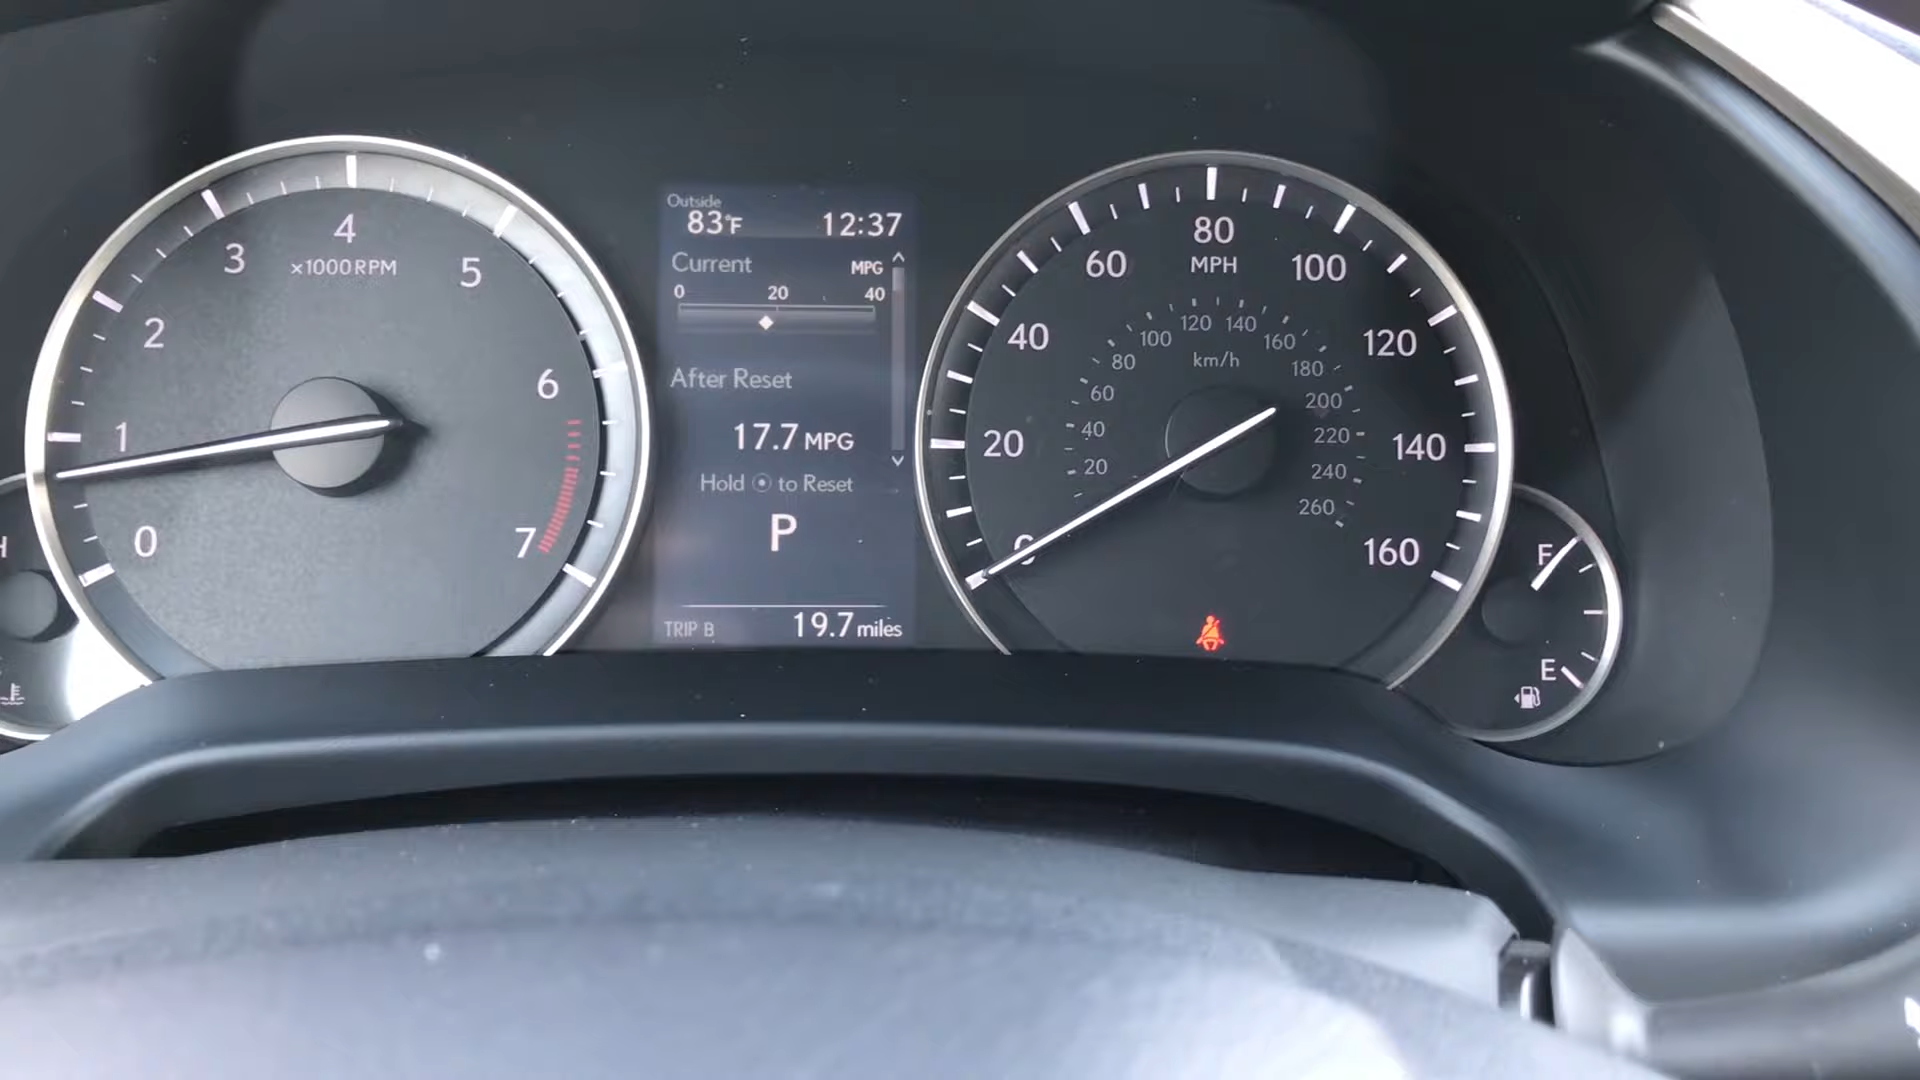 0
1
2
3
4
5
6
7
×1000RPM
H
Outside
83°F 12:37
Current MPG
0 20 40
After Reset
17.7 MPG
Hold to Reset
P
TRIP B 19.7 miles
0
20
40
60
80
100
120
140
160
MPH
km/h
20
40
60
80
100
120
140
160
180
200
220
240
260
F
E